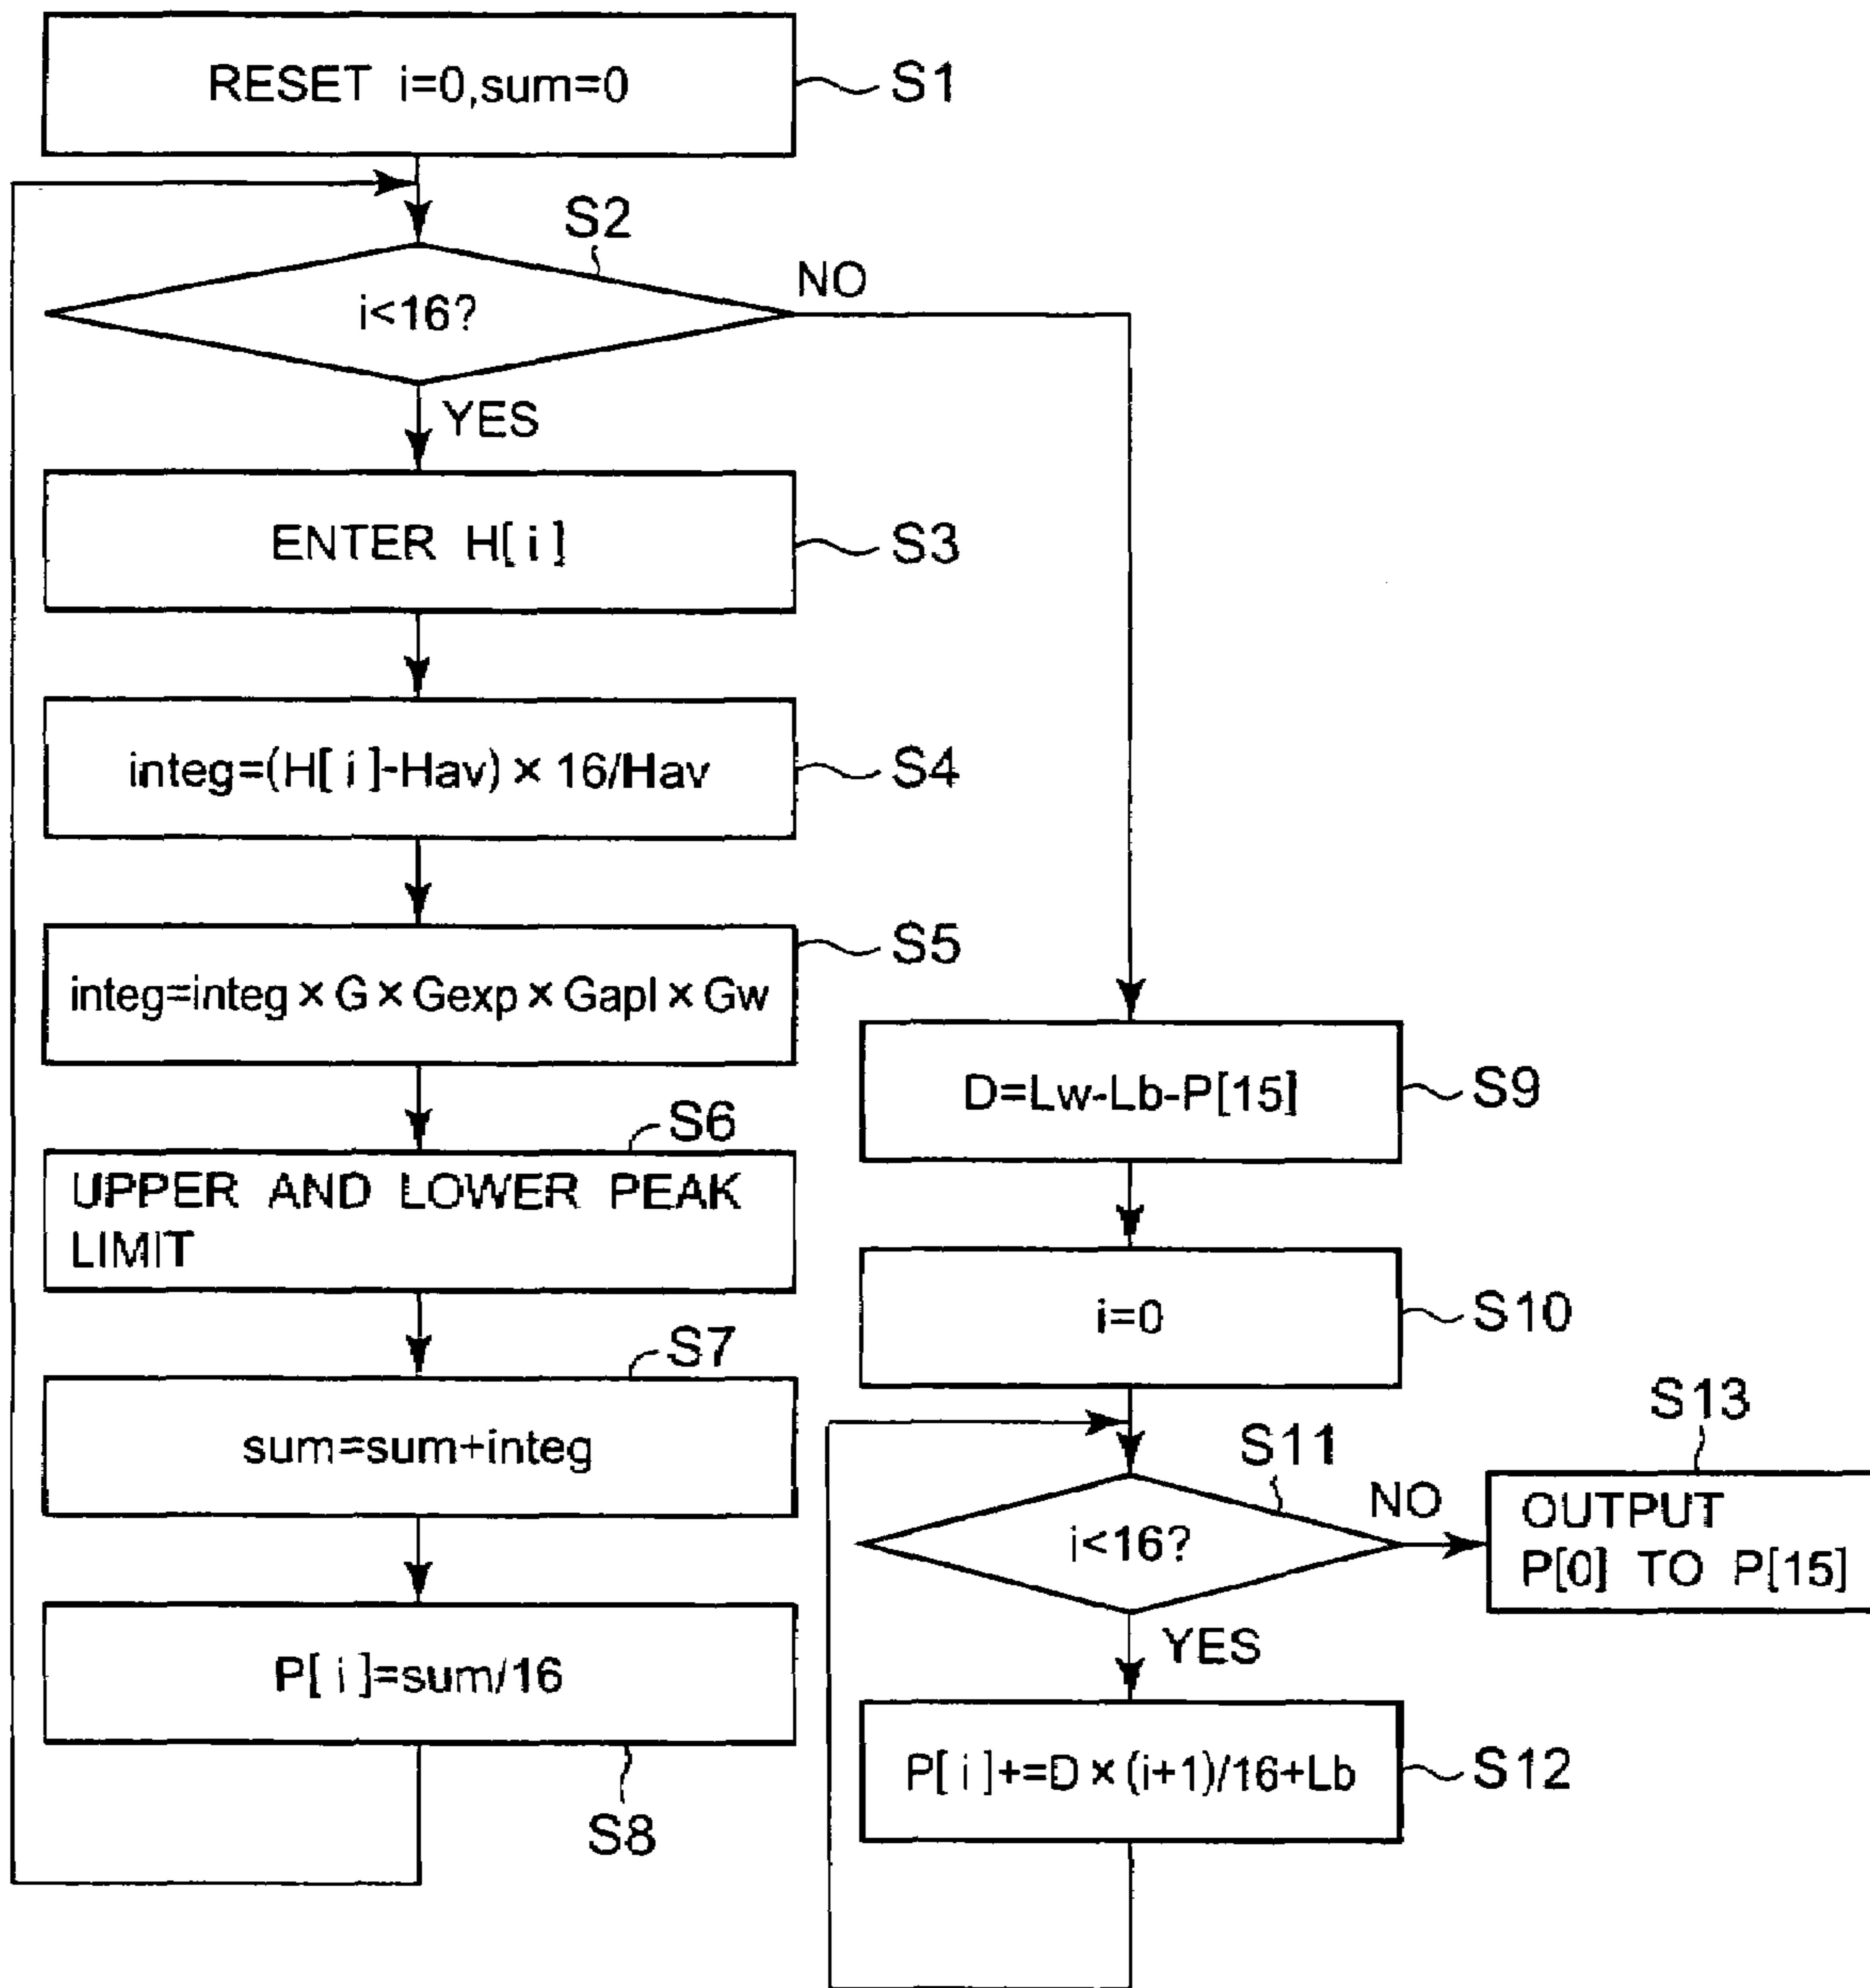 RESET i=0,sum=0
S1
S2
i<16?
NO
YES
ENTER H[i]
S3
integ=(H[i]-Hav)×16/Hav
S4
integ=integ×G×Gexp×Gapl×Gw
S5
S6
UPPER AND LOWER PEAK
LIMIT
S7
sum=sum+integ
P[i]=sum/16
S8
D=Lw-Lb-P[15]
S9
i=0
S10
S11
i<16?
NO
S13
OUTPUT
P[0] TO P[15]
YES
P[i]+=D×(i+1)/16+Lb
S12